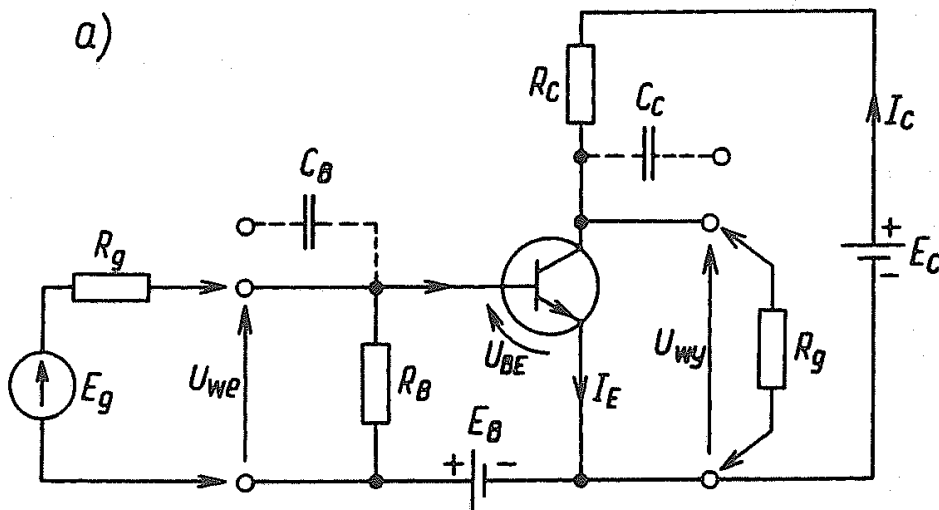 a)
R_C
C_C
I_C
C_B
R_g
+
E_C
-
U_we
E_g
R_B
U_BE
I_E
U_wy
R_g
E_B
+ -